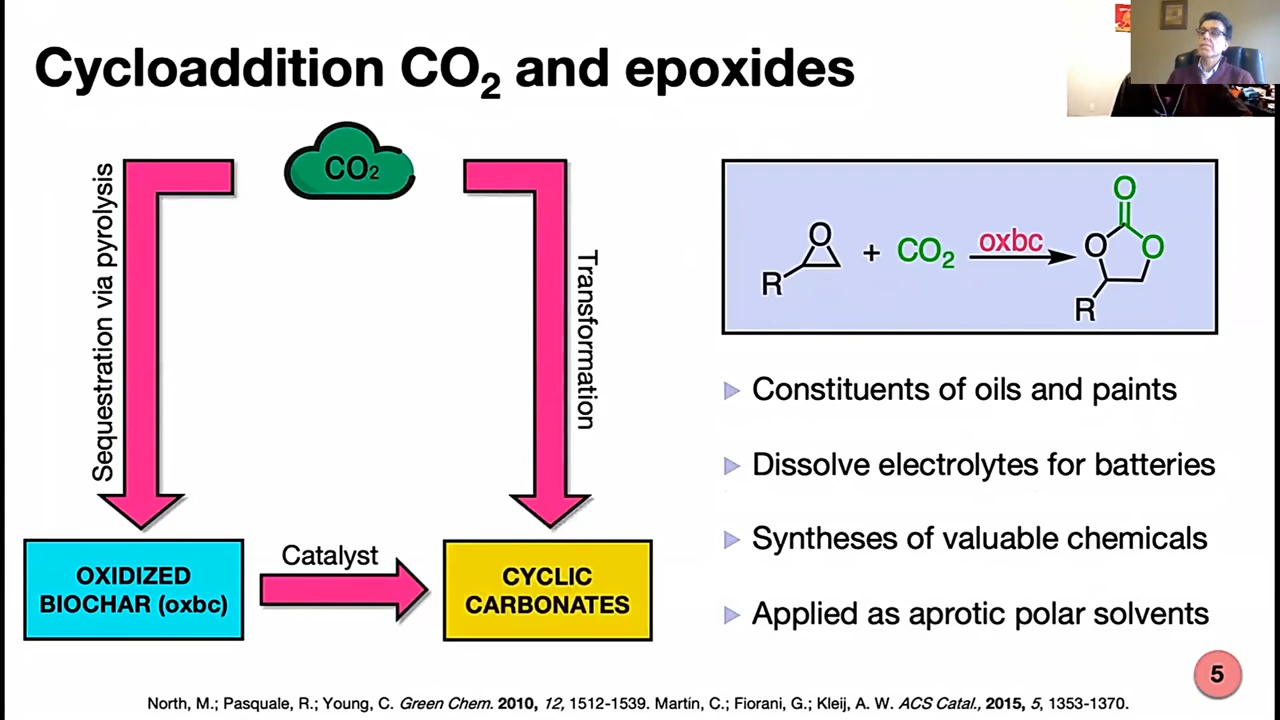 Cycloaddition CO₂ and epoxides
CO₂
Sequestration via pyrolysis
Transformation
OXIDIZED
BIOCHAR (oxbc)
Catalyst
CYCLIC
CARBONATES
O
R
+ CO₂
oxbc
O
O
O
R
Constituents of oils and paints
Dissolve electrolytes for batteries
Syntheses of valuable chemicals
Applied as aprotic polar solvents
5
North, M.; Pasquale, R.; Young, C. Green Chem. 2010, 12, 1512-1539. Martín, C.; Fiorani, G.; Kleij, A. W. ACS Catal., 2015, 5, 1353-1370.